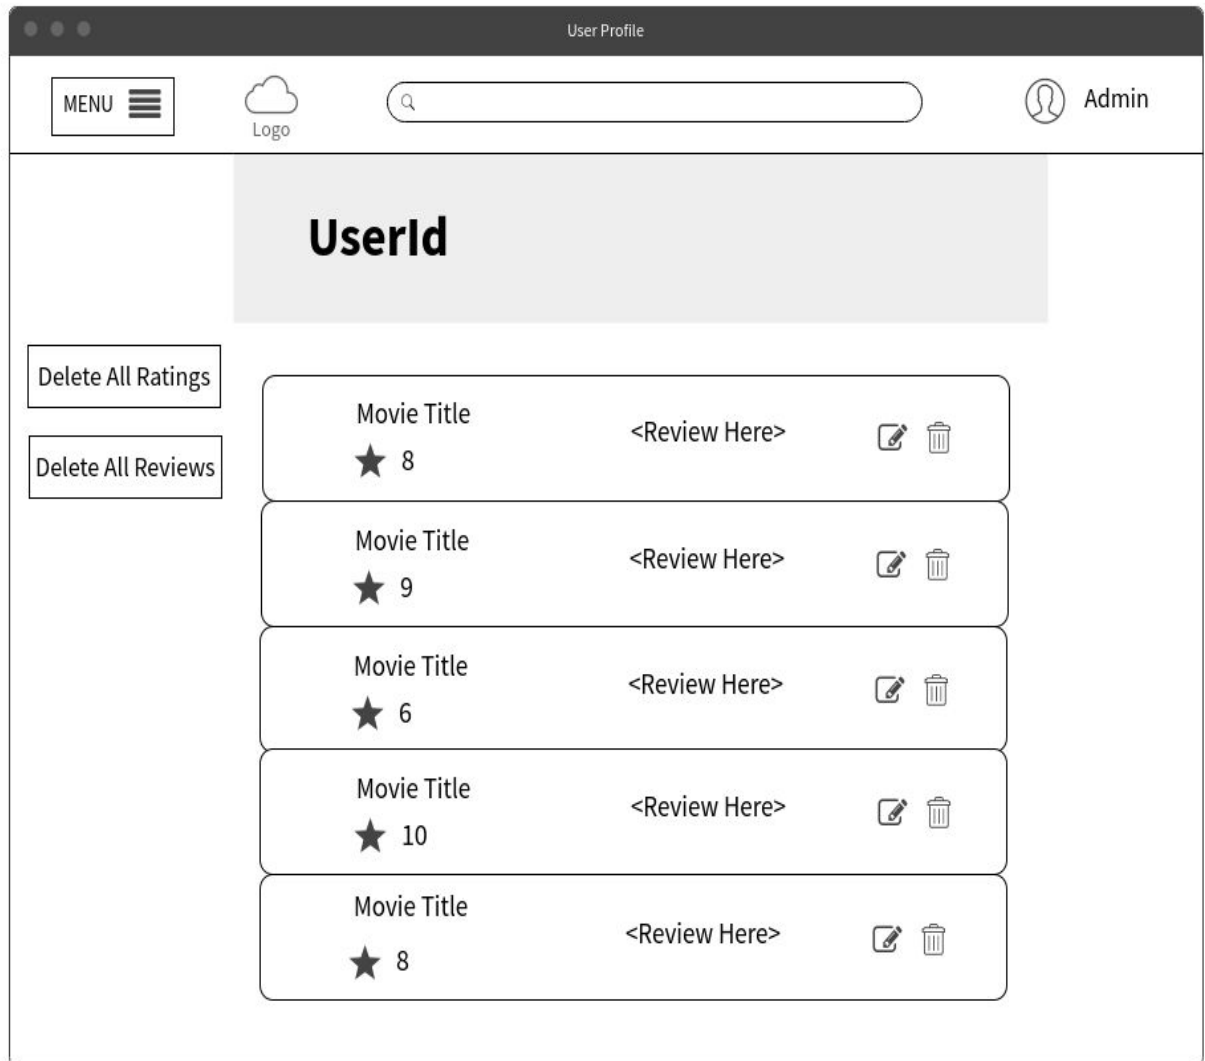 User Profile
MENU
Logo
Admin
UserId
Delete All Ratings
Delete All Reviews
Movie Title
8
<Review Here>
Movie Title
9
<Review Here>
Movie Title
6
<Review Here>
Movie Title
10
<Review Here>
Movie Title
8
<Review Here>